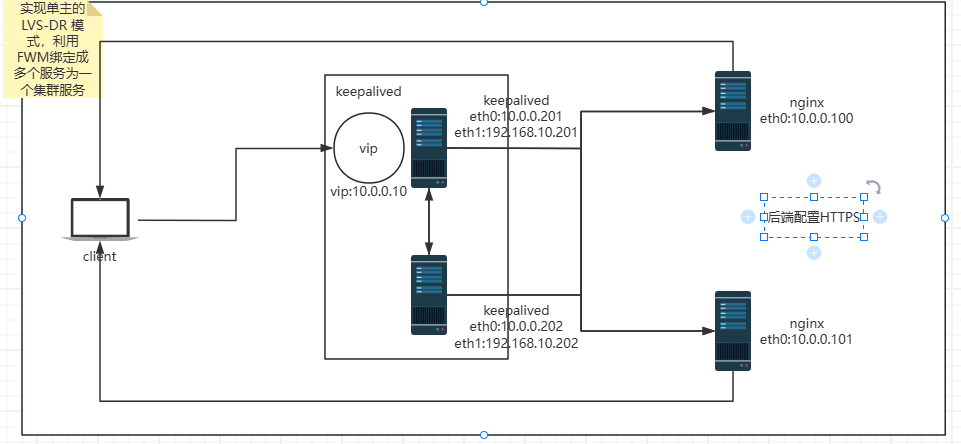 实现单主的
LVS-DR 模
式，利用
FWM绑定成
多个服务为一
个集群服务
keepalived
vip
vip:10.0.0.10
keepalived
eth0:10.0.0.201
eth1:192.168.10.201
nginx
eth0:10.0.0.100
后端配置HTTPS
client
keepalived
eth0:10.0.0.202
eth1:192.168.10.202
nginx
eth0:10.0.0.101